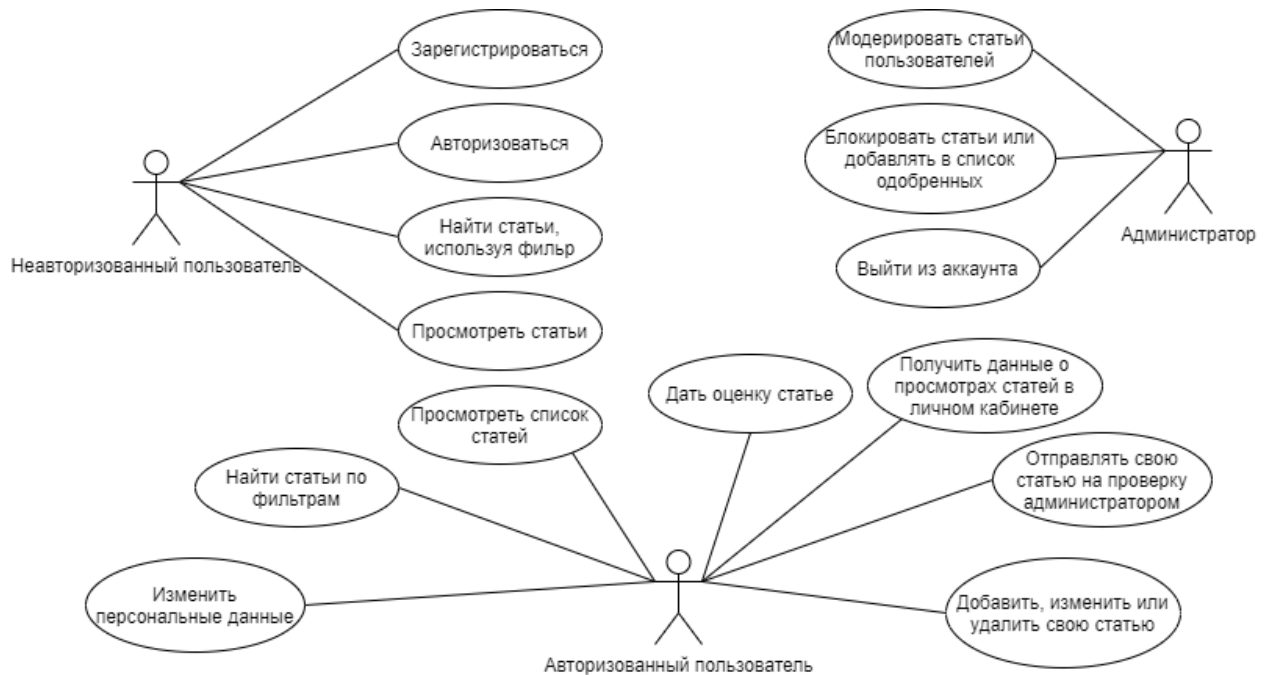 Зарегистрироваться
Модерировать статьи
пользователей
Авторизоваться
Блокировать статьи или
добавлять в список
одобренных
Найти статьи,
используя фильр
Администратор
Неавторизованный пользователь
Выйти из аккаунта
Просмотреть статьи
Получить данные о
просмотрах статей в
личном кабинете
Дать оценку статье
Просмотреть список
статей
Отправлять свою
статью на проверку
администратором
Найти статьи по
фильтрам
Изменить
персональные данные
Добавить, изменить или
удалить свою статью
Авторизованный пользователь